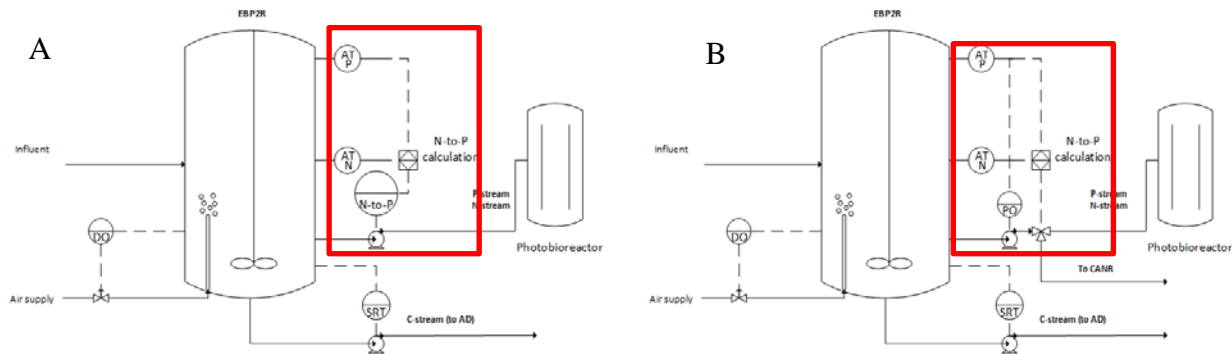 A
EBP2R
AT
P
AT
N
N-to-P
calculation
N-to-P
P-stream
N-stream
Influent
DO
Air supply
SRT
C-stream (to AD)
Photobioreactor
B
EBP2R
AT
P
AT
N
N-to-P
calculation
PO
P-stream
N-stream
Influent
DO
Air supply
To CANR
SRT
C-stream (to AD)
Photobioreactor